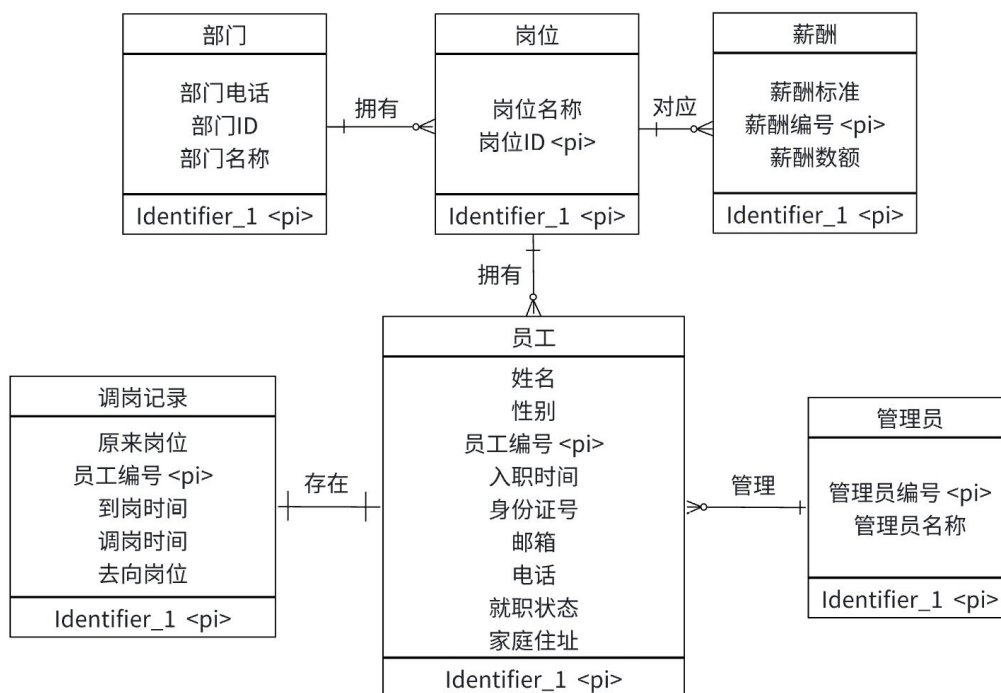 部门
部门电话
部门ID
部门名称
Identifier_1 <pi>
拥有
岗位
岗位名称
岗位ID <pi>
Identifier_1 <pi>
对应
薪酬
薪酬标准
薪酬编号 <pi>
薪酬数额
Identifier_1 <pi>
拥有
员工
姓名
性别
员工编号 <pi>
入职时间
身份证号
邮箱
电话
就职状态
家庭住址
Identifier_1 <pi>
调岗记录
原来岗位
员工编号 <pi>
到岗时间
调岗时间
去向岗位
Identifier_1 <pi>
存在
管理
管理员
管理员编号 <pi>
管理员名称
Identifier_1 <pi>